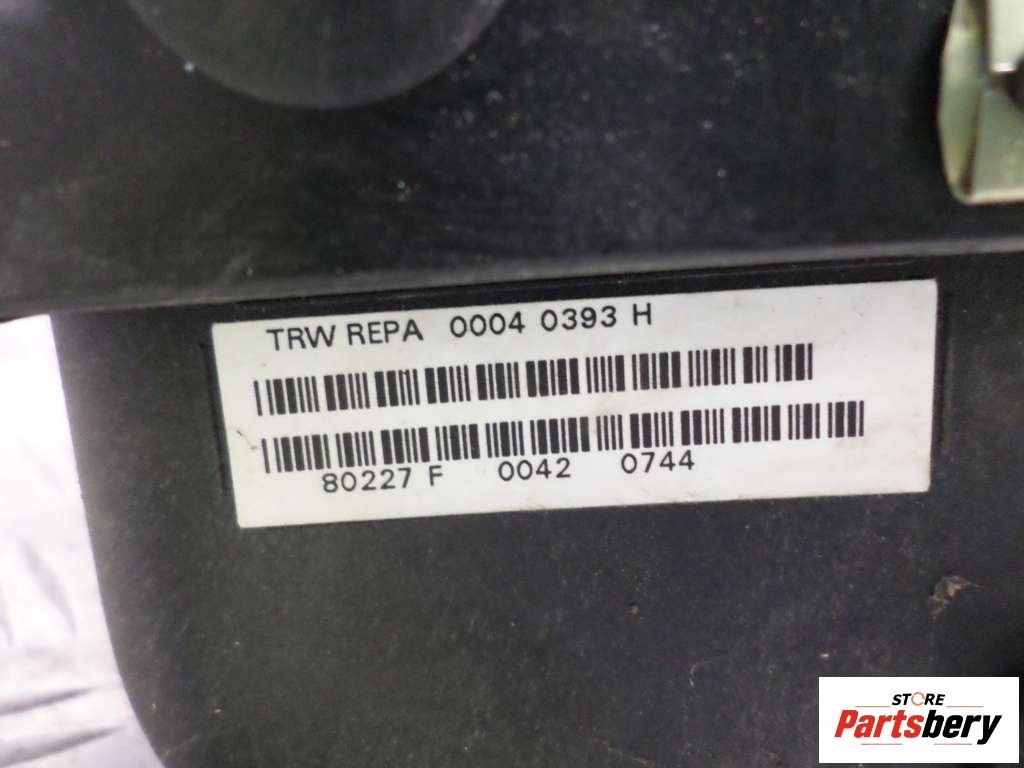 TRW REPA 0004 0393 H
80227 F 0042 0744
STORE
Partsbery